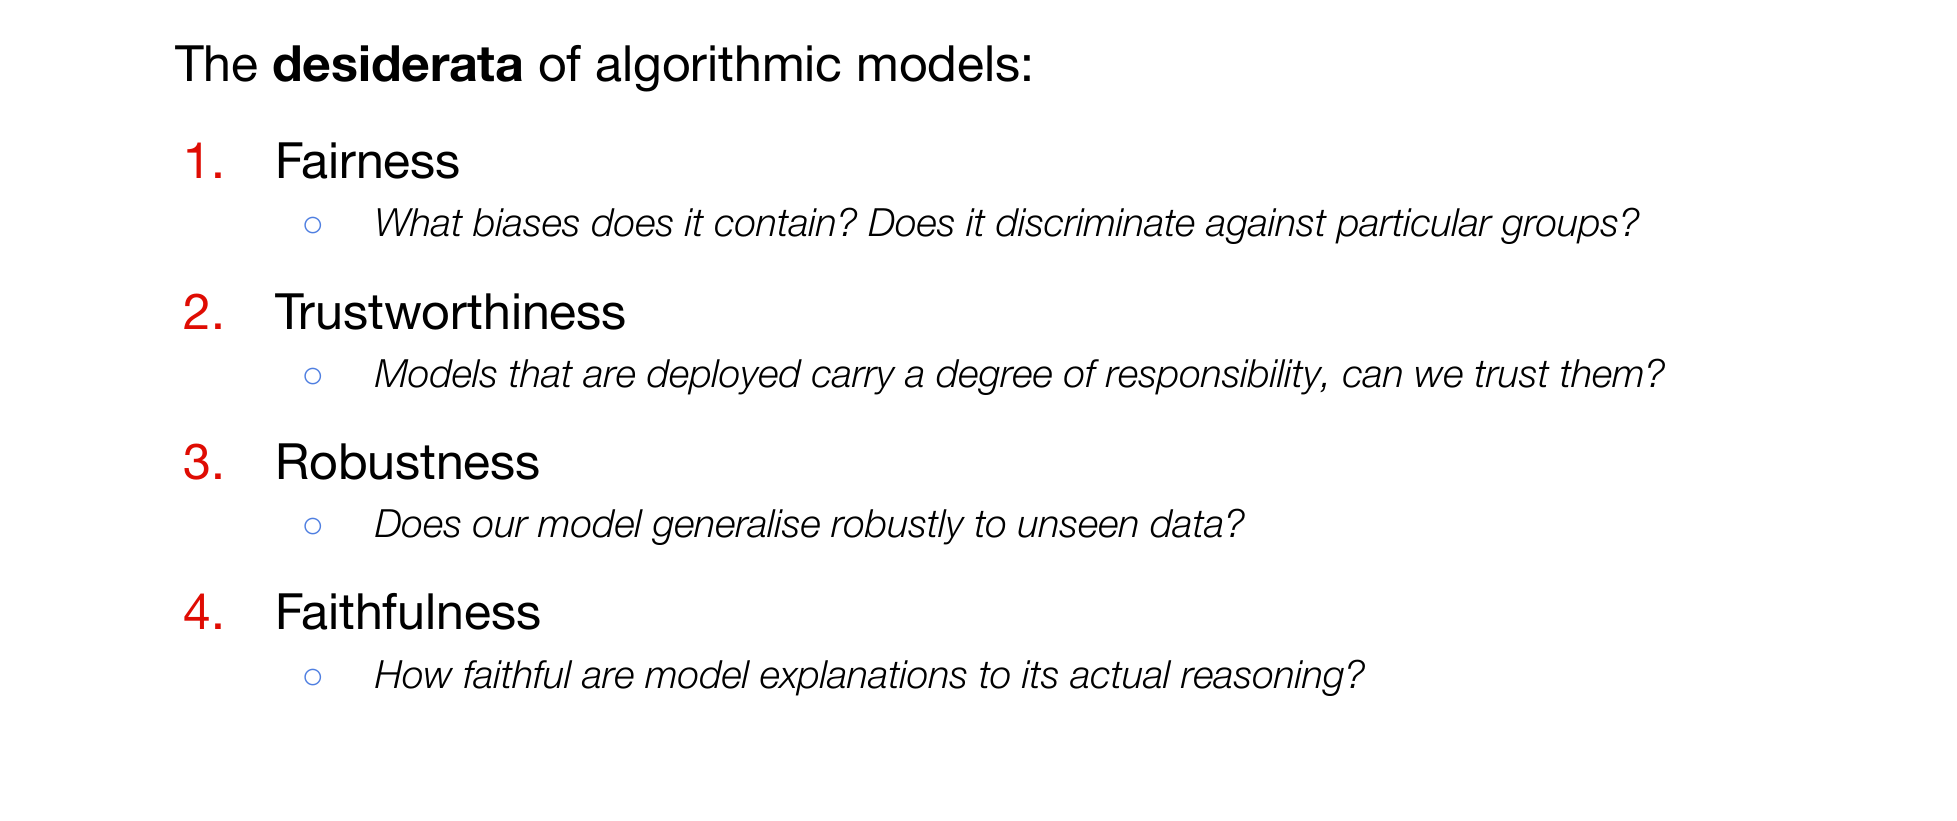 The desiderata of algorithmic models:
1. Fairness
○ What biases does it contain? Does it discriminate against particular groups?
2. Trustworthiness
○ Models that are deployed carry a degree of responsibility, can we trust them?
3. Robustness
○ Does our model generalise robustly to unseen data?
4. Faithfulness
○ How faithful are model explanations to its actual reasoning?